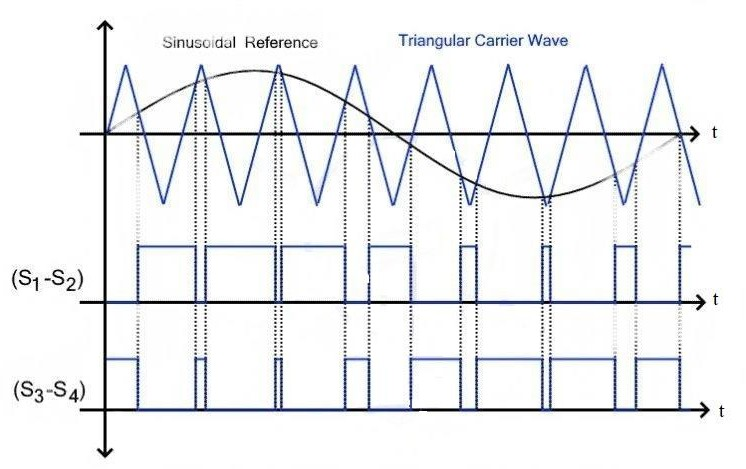 Sinusoidal Reference
Triangular Carrier Wave
t
(S1-S2)
t
(S3-S4)
t